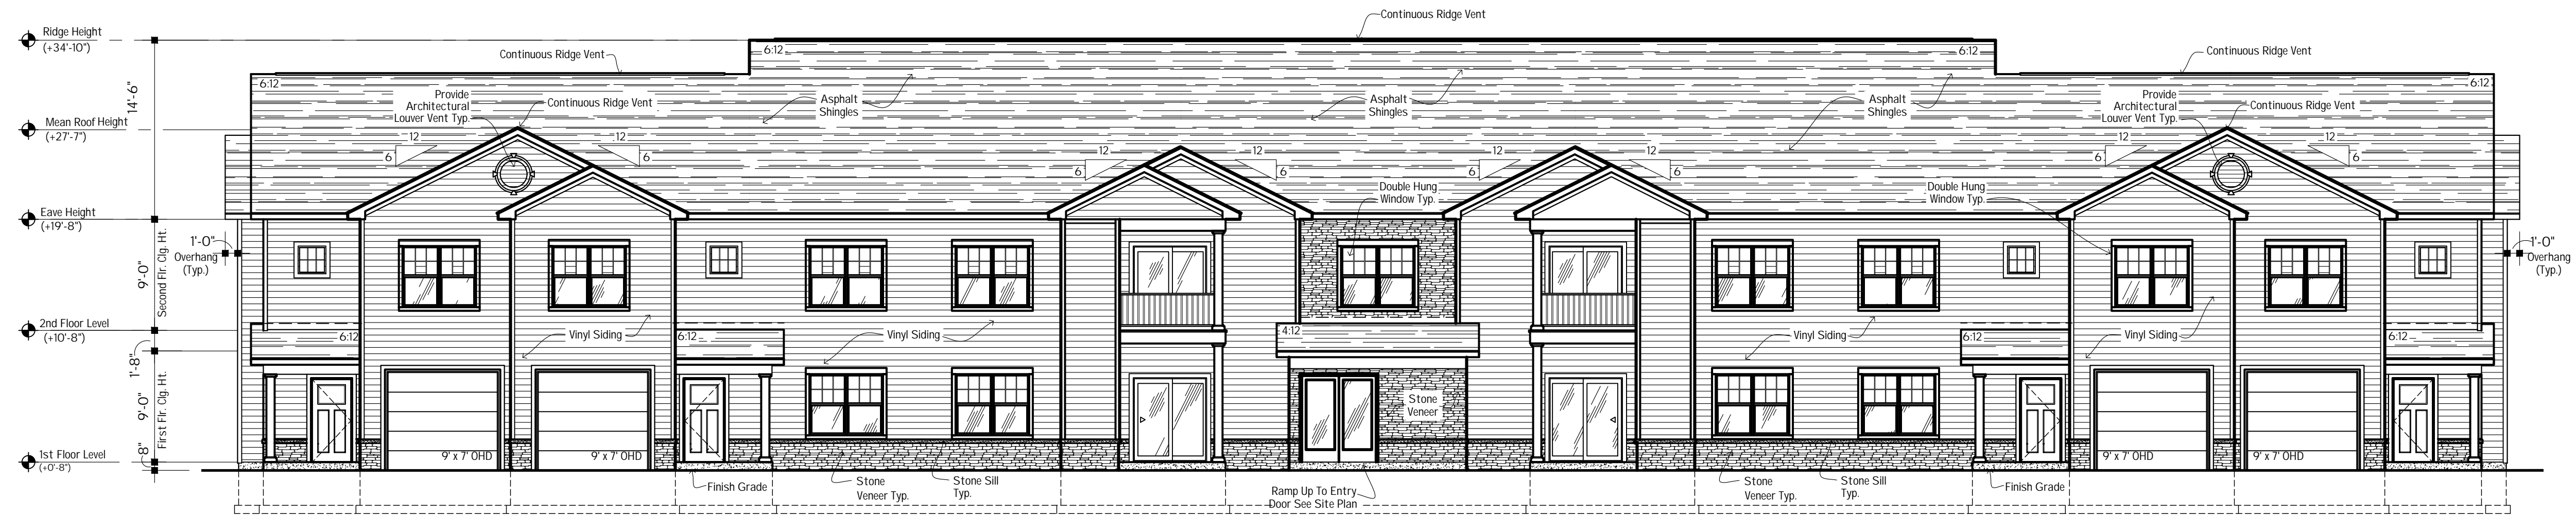 Continuous Ridge Vent
Ridge Height
(+34'-10")
6:12
6:12
Continuous Ridge Vent
Continuous Ridge Vent
6:12
6:12
14'-6"
Provide
Architectural
Louver Vent Typ.
Continuous Ridge Vent
Asphalt
Shingles
Asphalt
Shingles
Asphalt
Shingles
Provide
Architectural
Louver Vent Typ.
Continuous Ridge Vent
Mean Roof Height
(+27'-7")
12
6
12
6
12
6
12
6
12
6
12
6
12
6
12
6
Double Hung
Window Typ.
Double Hung
Window Typ.
Eave Height
(+19'-8")
1'-0"
Overhang
(Typ.)
1'-0"
Overhang
(Typ.)
9'-0"
Second Flr. Clg. Ht.
2nd Floor Level
(+10'-8")
6:12
Vinyl Siding
6:12
Vinyl Siding
4:12
Vinyl Siding
6:12
Vinyl Siding
6:12
1'-8"
9'-0"
First Flr. Clg. Ht.
Stone
Veneer
8"
1st Floor Level
(+0'-8")
9' x 7' OHD
9' x 7' OHD
9' x 7' OHD
9' x 7' OHD
Finish Grade
Stone
Veneer Typ.
Stone Sill
Typ.
Ramp Up To Entry
Door See Site Plan
Stone
Veneer Typ.
Stone Sill
Typ.
Finish Grade